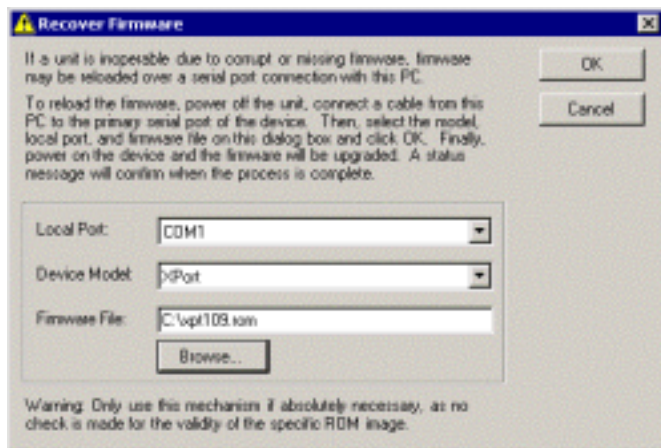 Recover Firmware
If a unit is inoperable due to corrupt or missing firmware, firmware
may be reloaded over a serial port connection with this PC.
OK
To reload the firmware, power off the unit, connect a cable from this
PC to the primary serial port of the device. Then, select the model,
local port, and firmware file on this dialog box and click OK. Finally,
power on the device and the firmware will be upgraded. A status
message will confirm when the process is complete.
Cancel
Local Port: COM1
Device Model: XPort
Firmware File: C:\xpt109.rom
Browse...
Warning: Only use this mechanism if absolutely necessary, as no
check is made for the validity of the specific ROM image.